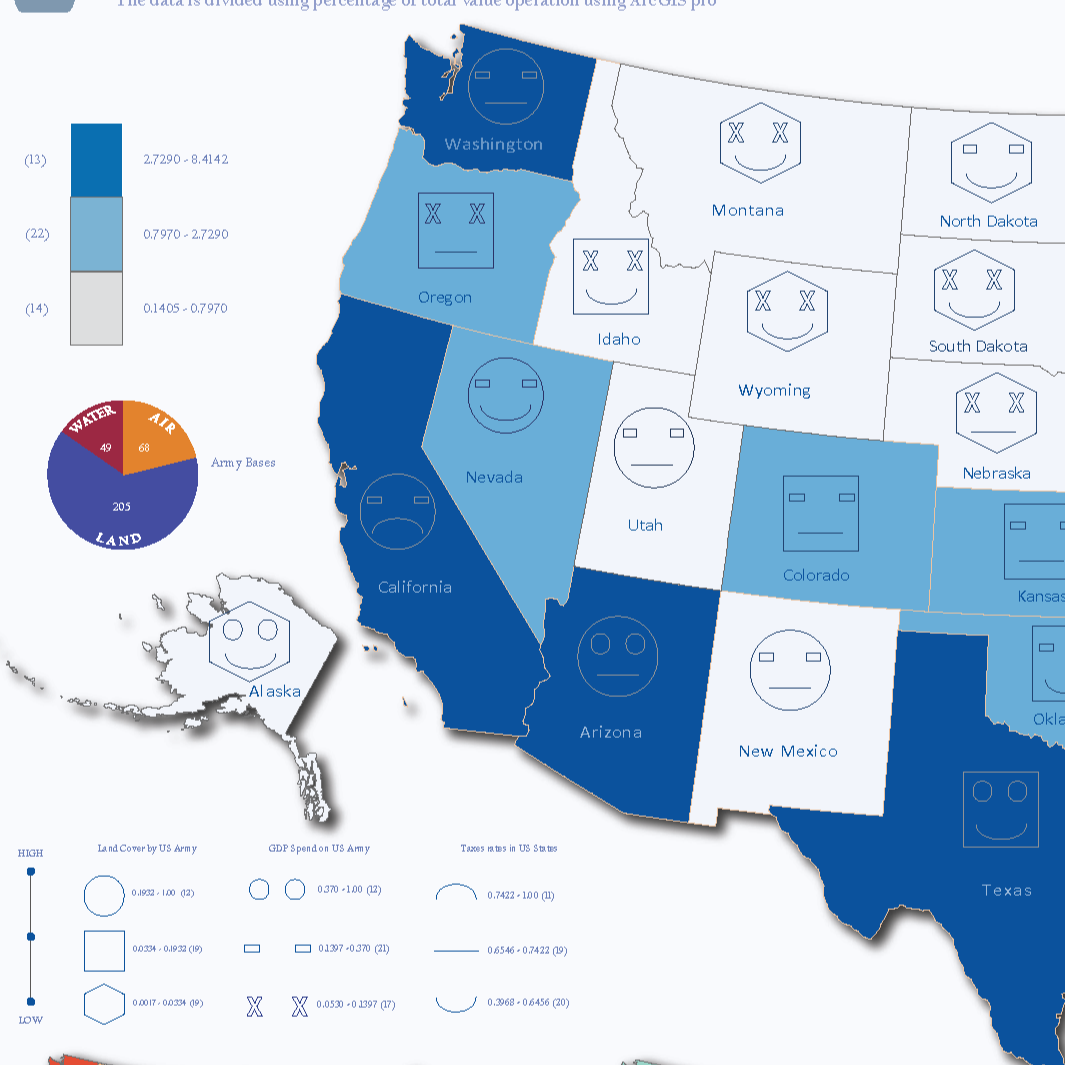 The data is divided using percentage of total value operation using ArcGIS pro
(13) 2.7290 - 8.4142
(22) 0.7970 - 2.7290
(14) 0.1405 - 0.7970
WATER
AIR
49
68
Army Bases
205
LAND
Washington
Montana
North Dakota
Oregon
Idaho
South Dakota
Wyoming
Nebraska
Nevada
Utah
Colorado
California
Kansas
Alaska
Arizona
New Mexico
Okla
Texas
HIGH
LOW
Land Cover by US Army
0.1932 - 1.00 (12)
0.0334 - 0.1932 (19)
0.0017 - 0.0334 (19)
GDP Spend on US Army
0.370 - 1.00 (12)
0.1397 - 0.370 (21)
X X 0.0530 - 0.1397 (17)
Taxes rates in US States
0.7422 - 1.00 (11)
0.6546 - 0.7422 (19)
0.3968 - 0.6456 (20)